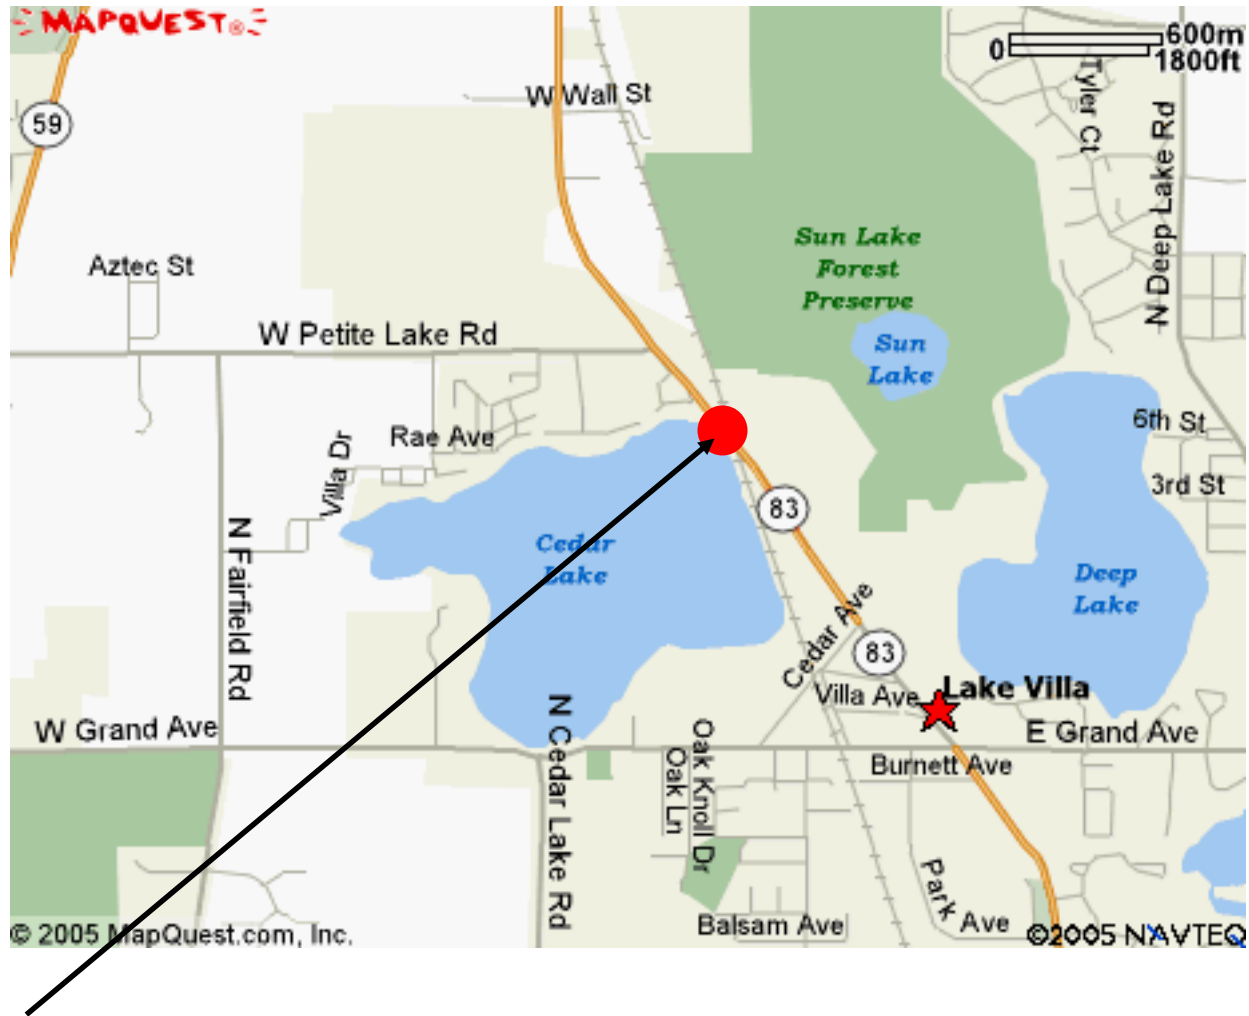 MAPQUEST®
0
600m
1800ft
59
W Wall St
Tyler Ct
N Deep Lake Rd
Aztec St
Sun Lake
Forest
Preserve
W Petite Lake Rd
Sun
Lake
6th St
Rae Ave
Villa Dr
3rd St
83
N Fairfield Rd
Cedar
Lake
Deep
Lake
Cedar Ave
83
Lake Villa
Villa Ave
W Grand Ave
N Cedar Lake Rd
Oak Ln
Oak Knoll Dr
E Grand Ave
Burnett Ave
Park Ave
Balsam Ave
© 2005 MapQuest.com, Inc.
©2005 NAVTEQ